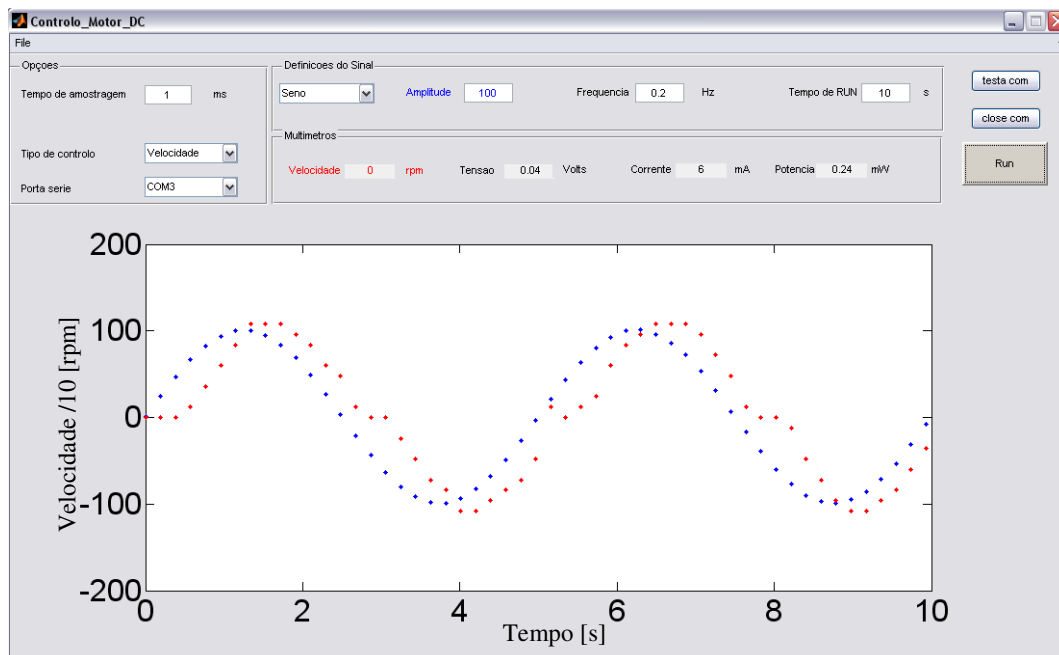 Controlo_Motor_DC
File
Opçoes
Tempo de amostragem 1 ms
Tipo de controlo Velocidade
Porta serie COM3
Definicoes do Sinal
Seno Amplitude 100 Frequencia 0.2 Hz Tempo de RUN 10 s
Multimetros
Velocidade 0 rpm Tensao 0.04 Volts Corrente 6 mA Potencia 0.24 mW
testa com
close com
Run
Velocidade /10 [rpm]
200
100
0
-100
-200
0 2 4 6 8 10
Tempo [s]